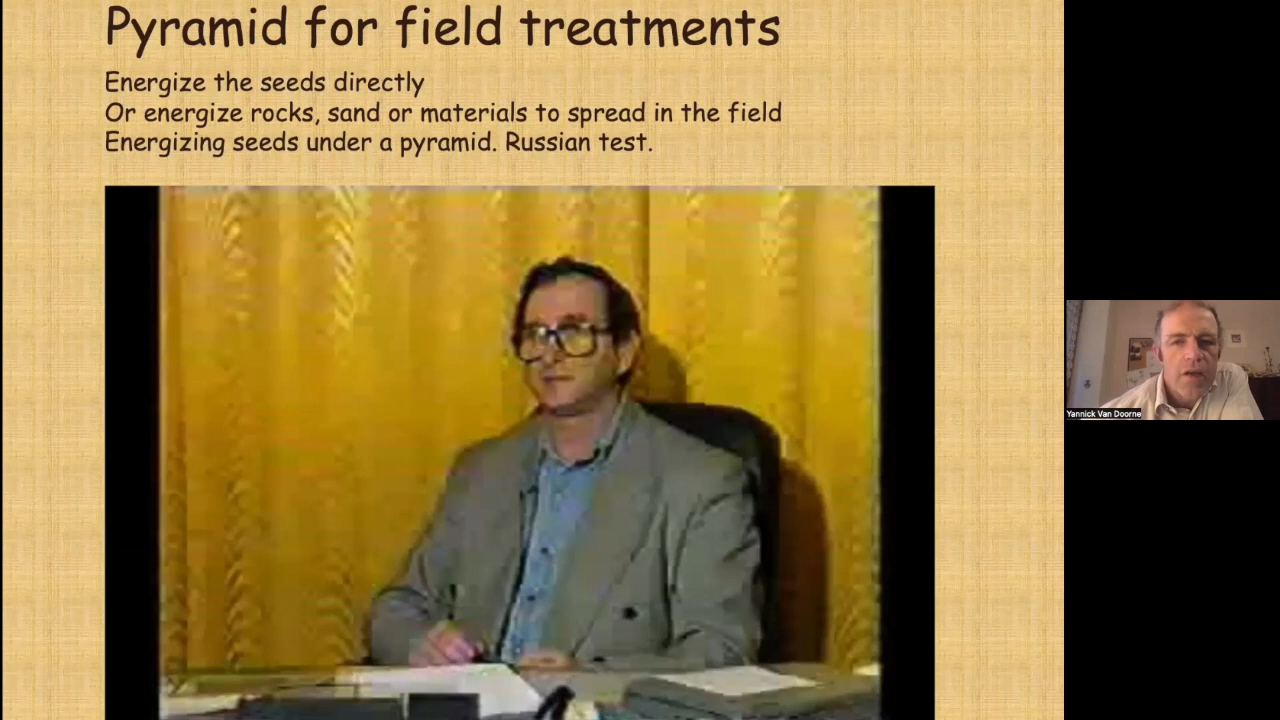 Pyramid for field treatments
Energize the seeds directly
Or energize rocks, sand or materials to spread in the field
Energizing seeds under a pyramid. Russian test.
Yannick Van Doorne